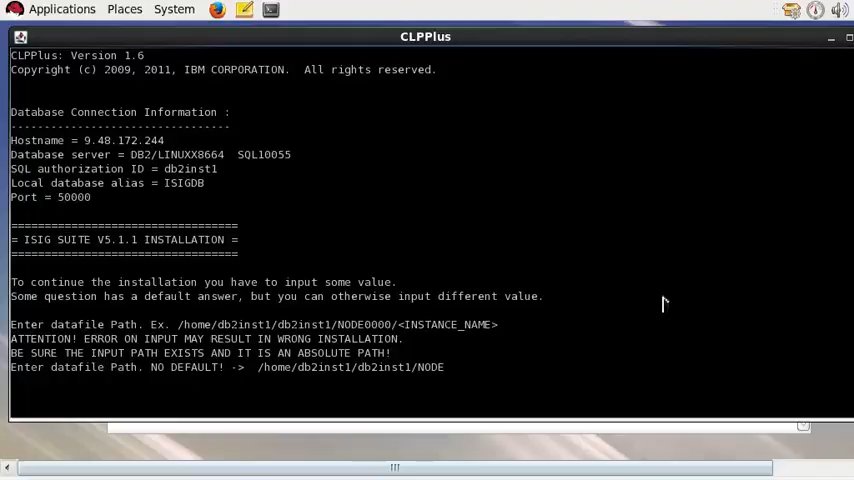 Applications Places System
CLPPlus
CLPPlus: Version 1.6
Copyright (c) 2009, 2011, IBM CORPORATION.  All rights reserved.
Database Connection Information :
---------------------------------
Hostname = 9.48.172.244
Database server = DB2/LINUXX8664  SQL10055
SQL authorization ID = db2inst1
Local database alias = ISIGDB
Port = 50000
==================================
= ISIG SUITE V5.1.1 INSTALLATION =
==================================
To continue the installation you have to input some value.
Some question has a default answer, but you can otherwise input different value.
Enter datafile Path. Ex. /home/db2inst1/db2inst1/NODE0000/<INSTANCE_NAME>
ATTENTION! ERROR ON INPUT MAY RESULT IN WRONG INSTALLATION.
BE SURE THE INPUT PATH EXISTS AND IT IS AN ABSOLUTE PATH!
Enter datafile Path. NO DEFAULT! ->  /home/db2inst1/db2inst1/NODE